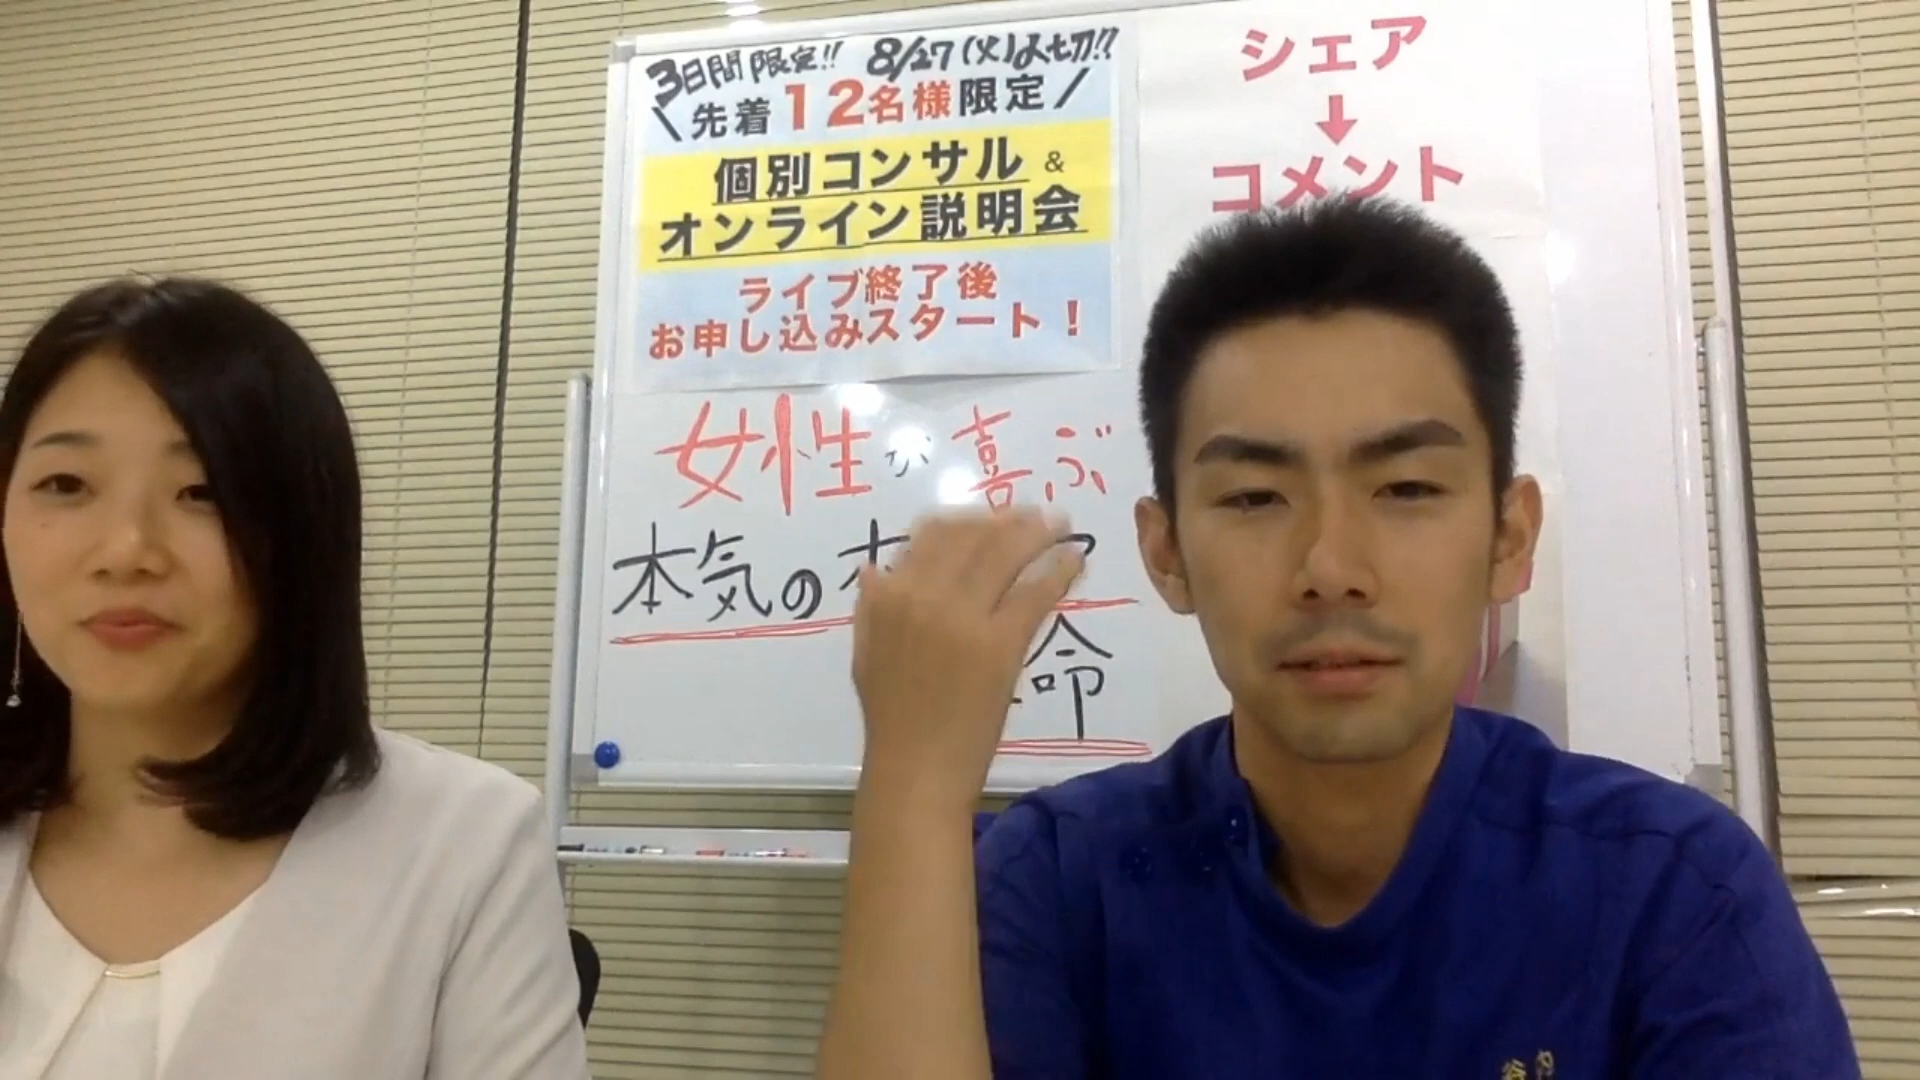 3日間限定!! 8/27(火)〆切!!
\先着12名様限定/
個別コンサル&
オンライン説明会
ライブ終了後
お申し込みスタート!
シェア
↓
コメント
女性が喜ぶ
本気の
命
内
谷